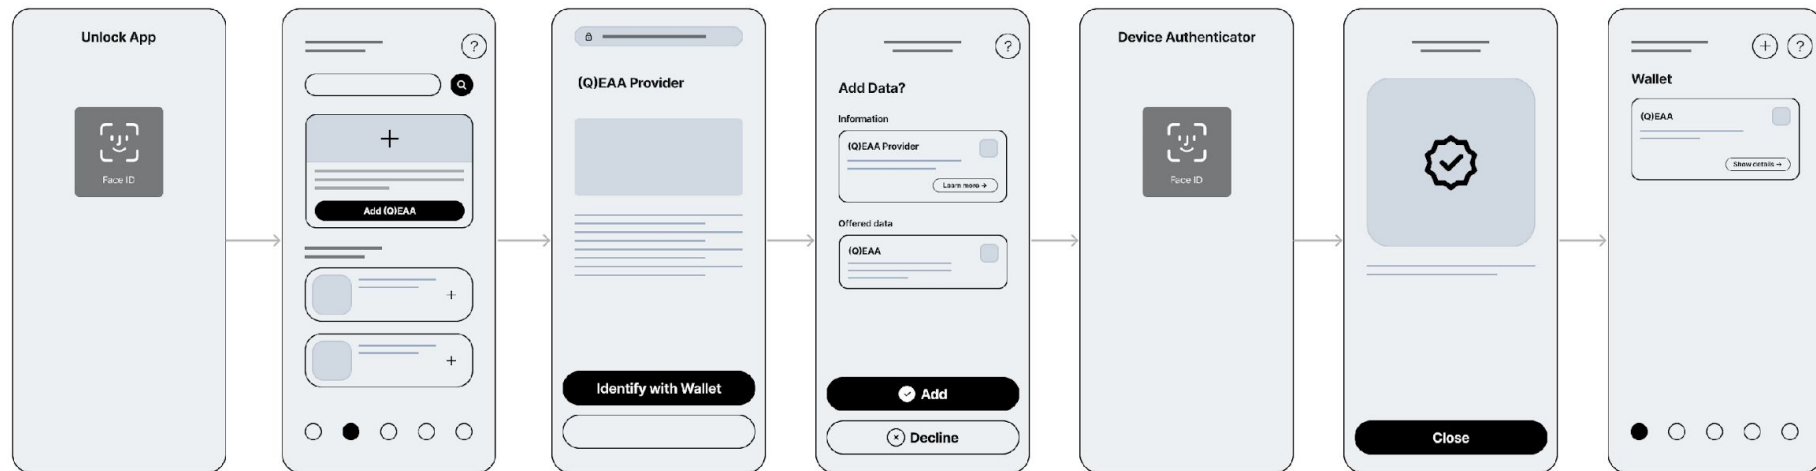 Unlock App
Face ID
?
Add (Q)EAA
(Q)EAA Provider
Identify with Wallet
?
Add Data?
Information
(Q)EAA Provider
Learn more →
Offered data
(Q)EAA
Add
Decline
Device Authenticator
Face ID
Close
?
Wallet
(Q)EAA
Show details →